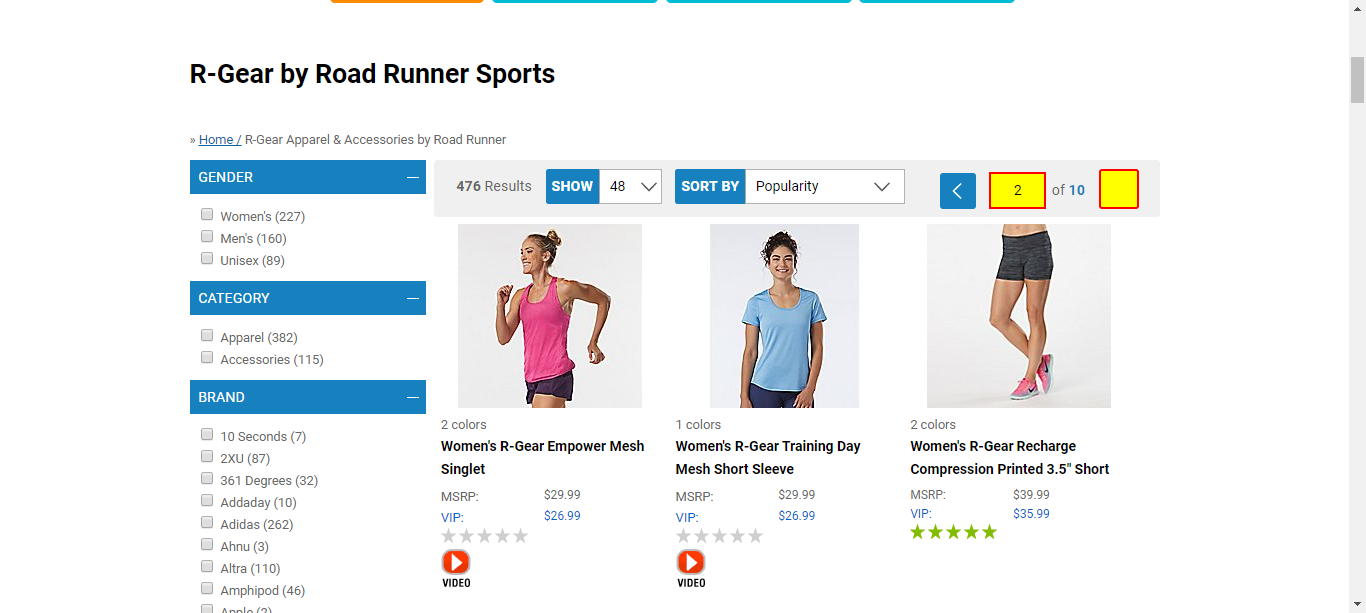 R-Gear by Road Runner Sports
» Home / R-Gear Apparel & Accessories by Road Runner
GENDER
Women's (227)
Men's (160)
Unisex (89)
CATEGORY
Apparel (382)
Accessories (115)
BRAND
10 Seconds (7)
2XU (87)
361 Degrees (32)
Addaday (10)
Adidas (262)
Ahnu (3)
Altra (110)
Amphipod (46)
Apple (2)
476 Results SHOW 48 SORT BY Popularity 2 of 10
2 colors
Women's R-Gear Empower Mesh
Singlet
MSRP: $29.99
VIP: $26.99
VIDEO
1 colors
Women's R-Gear Training Day
Mesh Short Sleeve
MSRP: $29.99
VIP: $26.99
VIDEO
2 colors
Women's R-Gear Recharge
Compression Printed 3.5" Short
MSRP: $39.99
VIP: $35.99